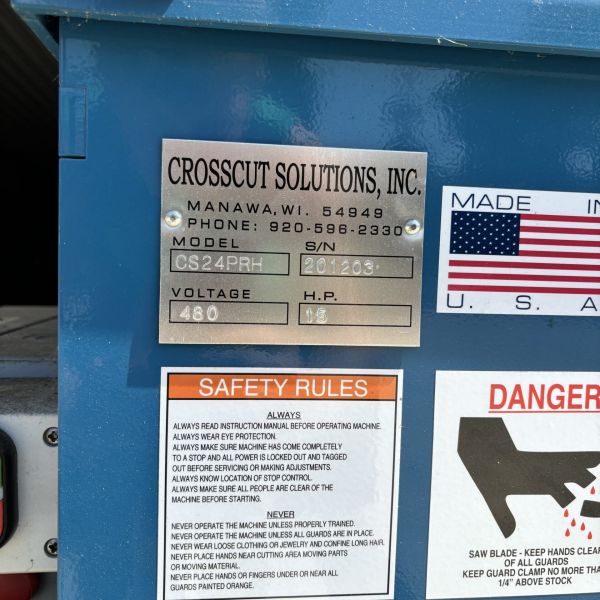 CROSSCUT SOLUTIONS, INC.
MANAWA, WI. 54949
PHONE: 920-596-2330
MODEL S/N
CS24PRH 201203
VOLTAGE H.P.
480 15
MADE IN
U. S. A
SAFETY RULES
ALWAYS
ALWAYS READ INSTRUCTION MANUAL BEFORE OPERATING MACHINE.
ALWAYS WEAR EYE PROTECTION.
ALWAYS MAKE SURE MACHINE HAS COME COMPLETELY
TO A STOP AND ALL POWER IS LOCKED OUT AND TAGGED
OUT BEFORE SERVICING OR MAKING ADJUSTMENTS.
ALWAYS KNOW LOCATION OF STOP CONTROL.
ALWAYS MAKE SURE ALL PEOPLE ARE CLEAR OF THE
MACHINE BEFORE STARTING.
NEVER
NEVER OPERATE THE MACHINE UNLESS PROPERLY TRAINED.
NEVER OPERATE THE MACHINE UNLESS ALL GUARDS ARE IN PLACE.
NEVER WEAR LOOSE CLOTHING OR JEWELRY AND CONFINE LONG HAIR.
NEVER PLACE HANDS NEAR CUTTING AREA MOVING PARTS
OR MOVING MATERIAL.
NEVER PLACE HANDS OR FINGERS UNDER OR NEAR ALL
GUARDS PAINTED ORANGE.
DANGER
SAW BLADE - KEEP HANDS CLEAR
OF ALL GUARDS
KEEP GUARD CLAMP NO MORE THA
1/4" ABOVE STOCK